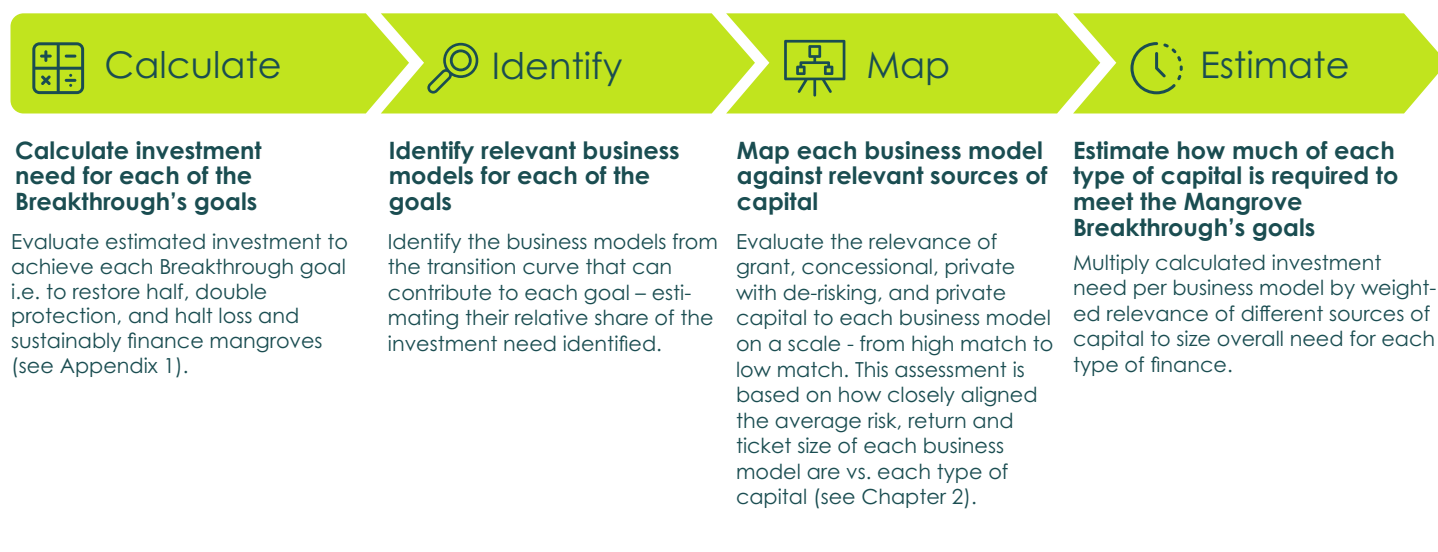 Calculate
Identify
Map
Estimate
Calculate investment
need for each of the
Breakthrough's goals
Evaluate estimated investment to
achieve each Breakthrough goal
i.e. to restore half, double
protection, and halt loss and
sustainably finance mangroves
(see Appendix 1).
Identify relevant business
models for each of the
goals
Identify the business models from
the transition curve that can
contribute to each goal – esti-
mating their relative share of the
investment need identified.
Map each business model
against relevant sources of
capital
Evaluate the relevance of
grant, concessional, private
with de-risking, and private
capital to each business model
on a scale - from high match to
low match. This assessment is
based on how closely aligned
the average risk, return and
ticket size of each business
model are vs. each type of
capital (see Chapter 2).
Estimate how much of each
type of capital is required to
meet the Mangrove
Breakthrough's goals
Multiply calculated investment
need per business model by weight-
ed relevance of different sources of
capital to size overall need for each
type of finance.